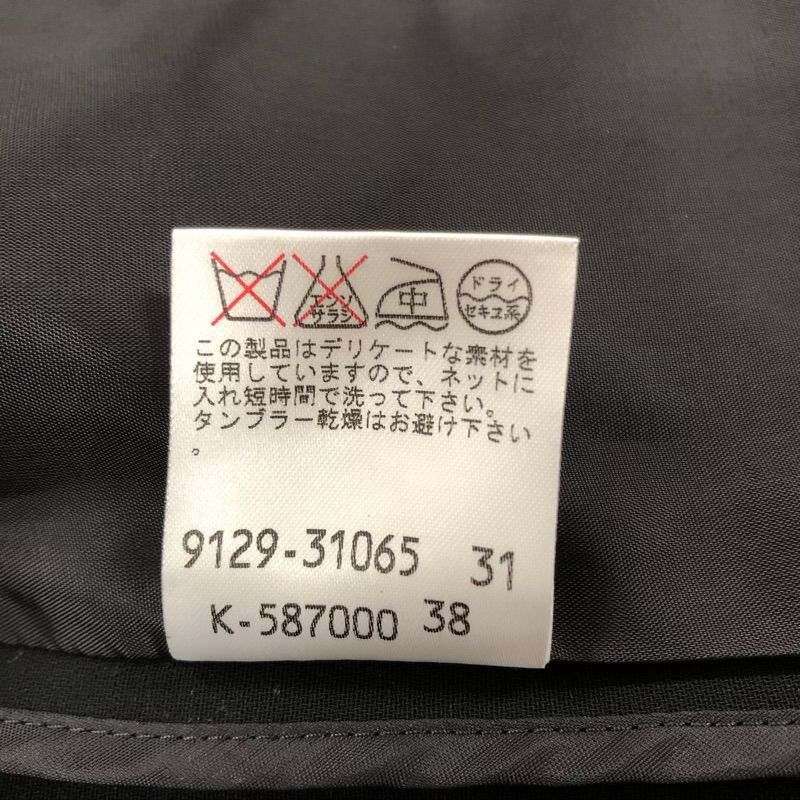 エンソ
サラシ
中
ドライ
セキユ系
この製品はデリケートな素材を
使用していますので、ネットに
入れ短時間で洗って下さい。
タンブラー乾燥はお避け下さい
。
9129-31065 31
K-587000 38